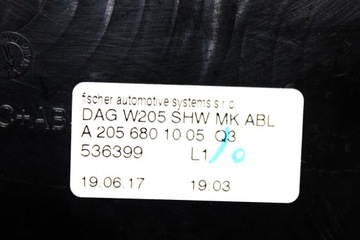 fischer automotive systems s.r.o.
DAG W205 SHW MK ABL
A 205 680 10 05 Q3
536399 L1
19.06.17 19:03